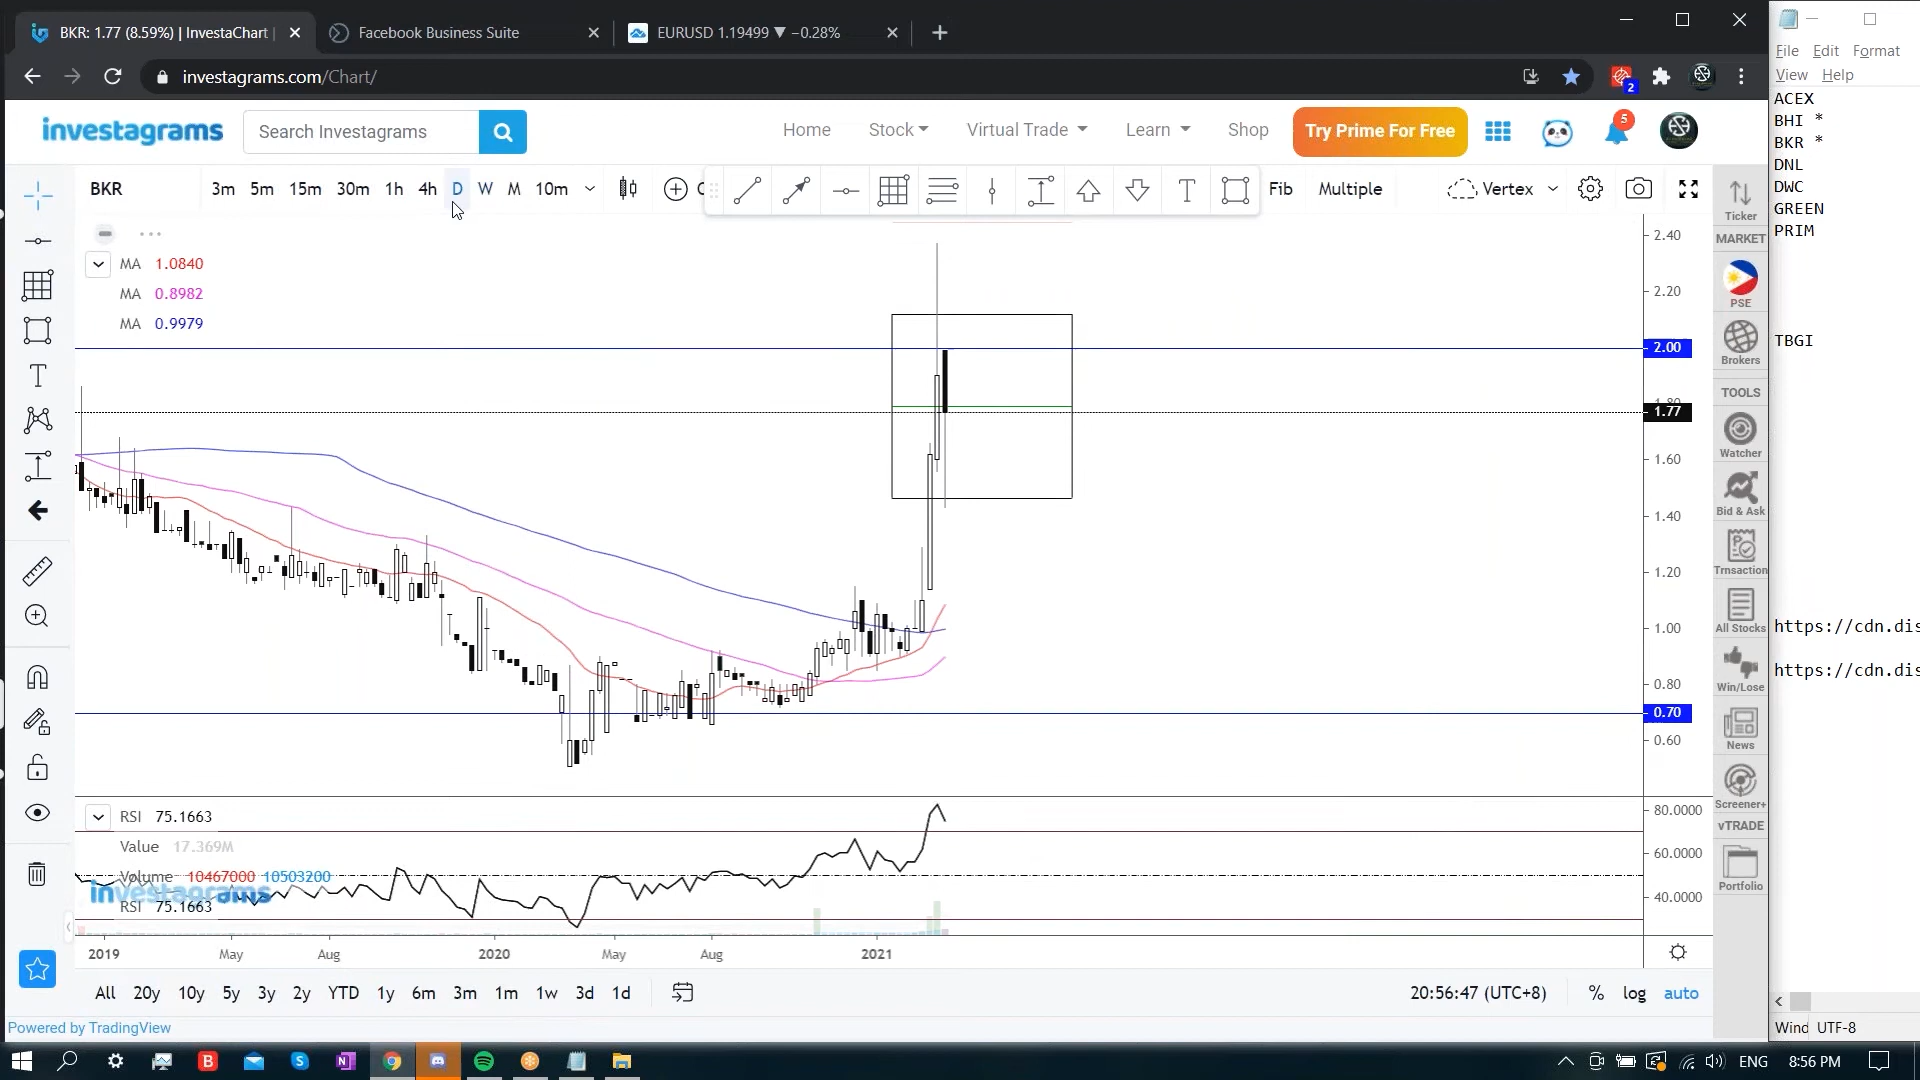 BKR: 1.77 (8.59%) | InvestaChart |
Facebook Business Suite
EURUSD 1.19499 ▼ −0.28%
investagrams.com/Chart/
2
File Edit Format
View Help
investagrams
Search Investagrams
Home
Stock
Virtual Trade
Learn
Shop
Try Prime For Free
5
BKR
3m 5m 15m 30m 1h 4h D W M 10m
T
Fib
Multiple
Vertex
MA 1.0840
MA 0.8982
MA 0.9979
2.40
2.20
2.00
1.77
1.60
1.40
1.20
1.00
0.80
0.70
0.60
RSI 75.1663
Value 17.369M
Volume 10467000 10503200
investagrams
RSI 75.1663
80.0000
60.0000
40.0000
2019 May Aug 2020 May Aug 2021
All 20y 10y 5y 3y 2y YTD 1y 6m 3m 1m 1w 3d 1d
20:56:47 (UTC+8)
% log auto
Powered by TradingView
Ticker
MARKET
PSE
Brokers
TOOLS
Watcher
Bid & Ask
Trnsaction
All Stocks
Win/Lose
News
Screener+
vTRADE
Portfolio
ACEX
BHI *
BKR *
DNL
DWC
GREEN
PRIM
TBGI
https://cdn.dis
https://cdn.dis
Wind UTF-8
ENG
8:56 PM